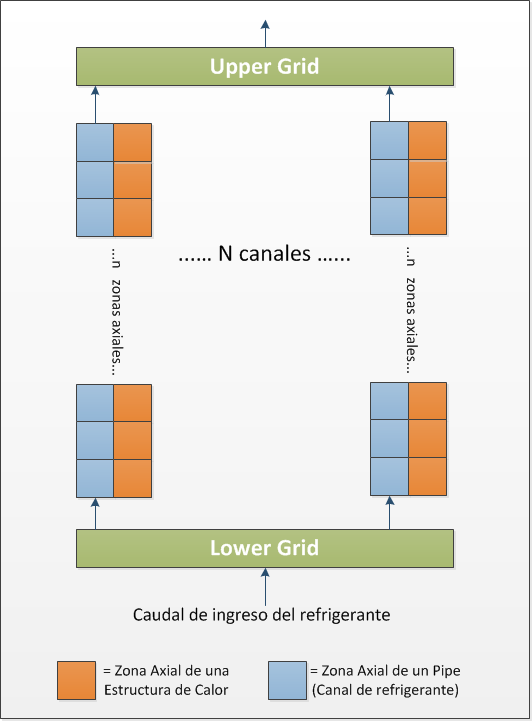 Upper Grid
...... N canales ......
...n zonas axiales...
...n zonas axiales...
Lower Grid
Caudal de ingreso del refrigerante
= Zona Axial de una
Estructura de Calor
= Zona Axial de un Pipe
(Canal de refrigerante)